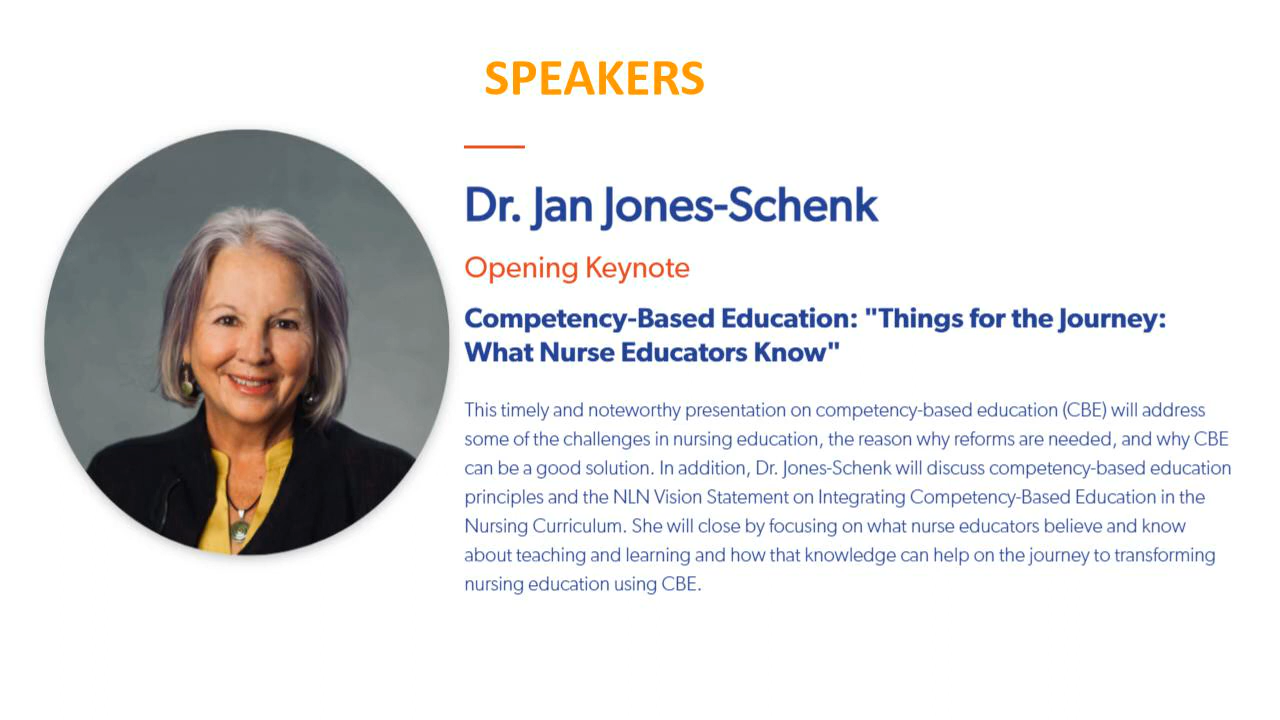 SPEAKERS
Dr. Jan Jones-Schenk
Opening Keynote
Competency-Based Education: "Things for the Journey:
What Nurse Educators Know"
This timely and noteworthy presentation on competency-based education (CBE) will address
some of the challenges in nursing education, the reason why reforms are needed, and why CBE
can be a good solution. In addition, Dr. Jones-Schenk will discuss competency-based education
principles and the NLN Vision Statement on Integrating Competency-Based Education in the
Nursing Curriculum. She will close by focusing on what nurse educators believe and know
about teaching and learning and how that knowledge can help on the journey to transforming
nursing education using CBE.